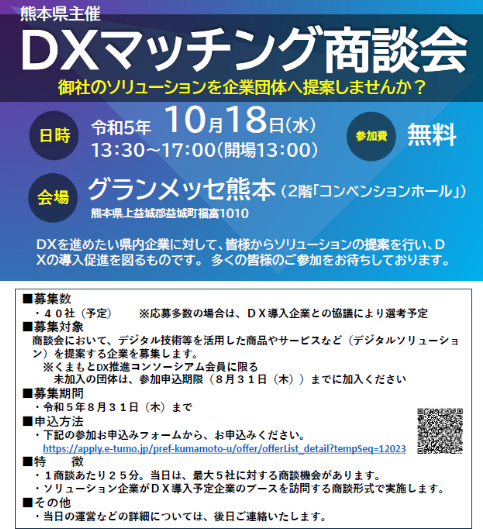 熊本県主催
DXマッチング商談会
御社のソリューションを企業団体へ提案しませんか？
日時
令和5年 10月18日(水)
13:30～17:00(開場13:00)
参加費
無料
会場
グランメッセ熊本（2階「コンベンションホール」）
熊本県上益城郡益城町福富1010
DXを進めたい県内企業に対して、皆様からソリューションの提案を行い、D
Xの導入促進を図るものです。 多くの皆様のご参加をお待ちしております。
■募集数
・４０社（予定） ※応募多数の場合は、ＤＸ導入企業との協議により選考予定
■募集対象
商談会において、デジタル技術等を活用した商品やサービスなど（デジタルソリューショ
ン）を提案する企業を募集します。
※くまもとDX推進コンソーシアム会員に限る
未加入の団体は、参加申込期限（８月３１日（木））までに加入ください
■募集期間
・令和５年８月３１日（木）まで
■申込方法
・下記の参加お申込みフォームから、お申込みください。
https://apply.e-tumo.jp/pref-kumamoto-u/offer/offerList_detail?tempSeq=12023
■特 徴
・１商談あたり２５分。当日は、最大５社に対する商談機会があります。
・ソリューション企業がＤＸ導入予定企業のブースを訪問する商談形式で実施します。
■その他
・当日の運営などの詳細については、後日ご連絡いたします。